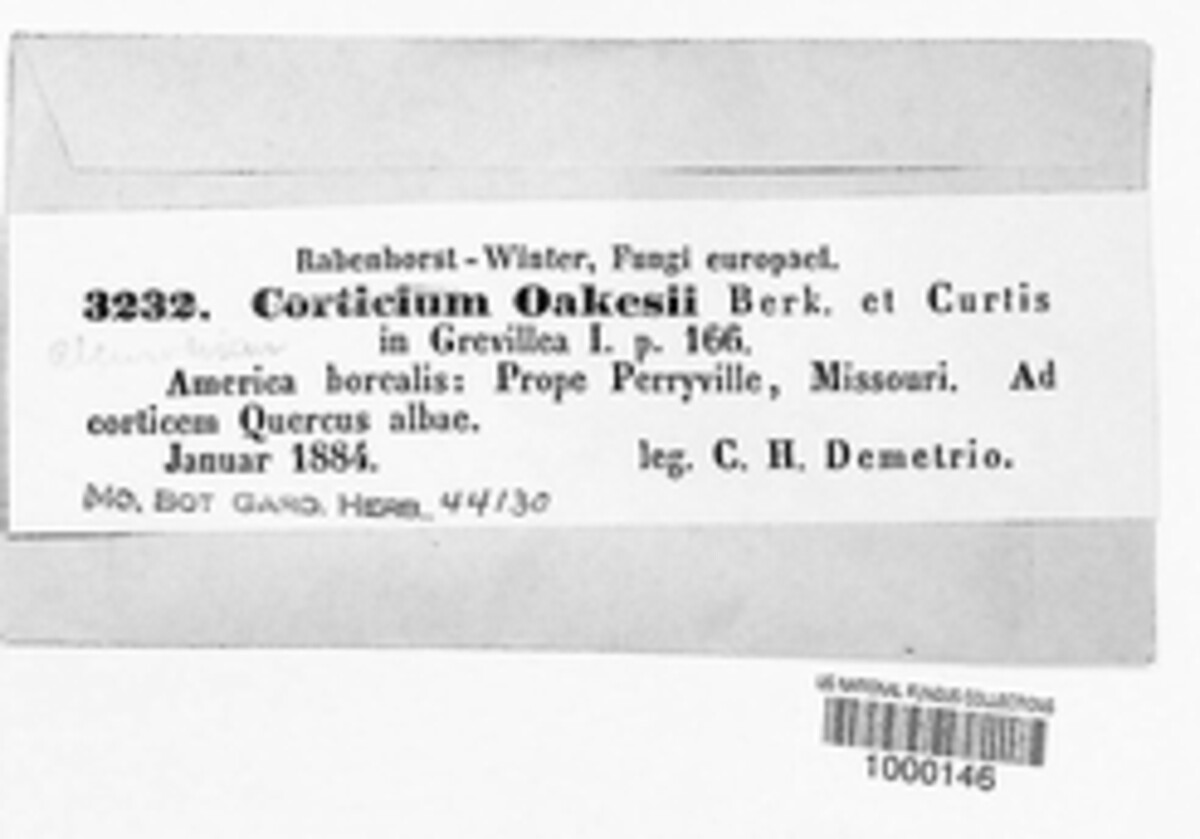 Rabenhorst-Winter, Fungi europaei.
3232. Corticium Oakesii Berk. et Curtis
in Grevillea I. p. 166.
America borealis: Prope Perryville, Missouri. Ad
corticem Quercus albae.
Januar 1884. leg. C. H. Demetrio.
MO. BOT GARD. HERB. 44130
US NATIONAL FUNGUS COLLECTIONS
1000146